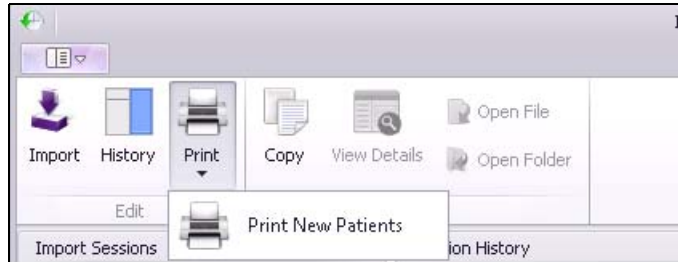 Import
History
Print
Copy
View Details
Open File
Open Folder
Edit
Print New Patients
Import Sessions
ion History